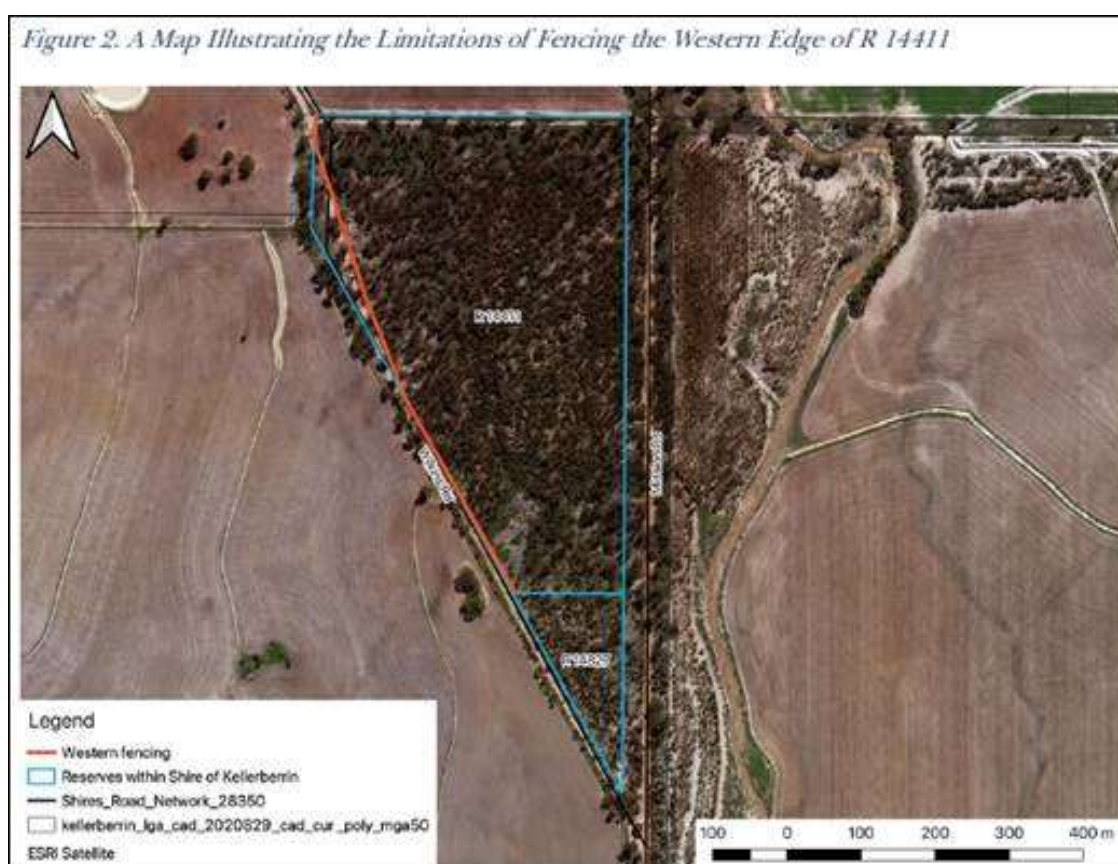 Figure 2. A Map Illustrating the Limitations of Fencing the Western Edge of R 14411
R 14411
Legend
Western fencing
Reserves within Shire of Kellerberrin
Shires_Road_Network_28350
kellerberrin_lga_cad_2020829_cad_cur_poly_mga50
ESRI Satellite
100 0 100 200 300 400 m